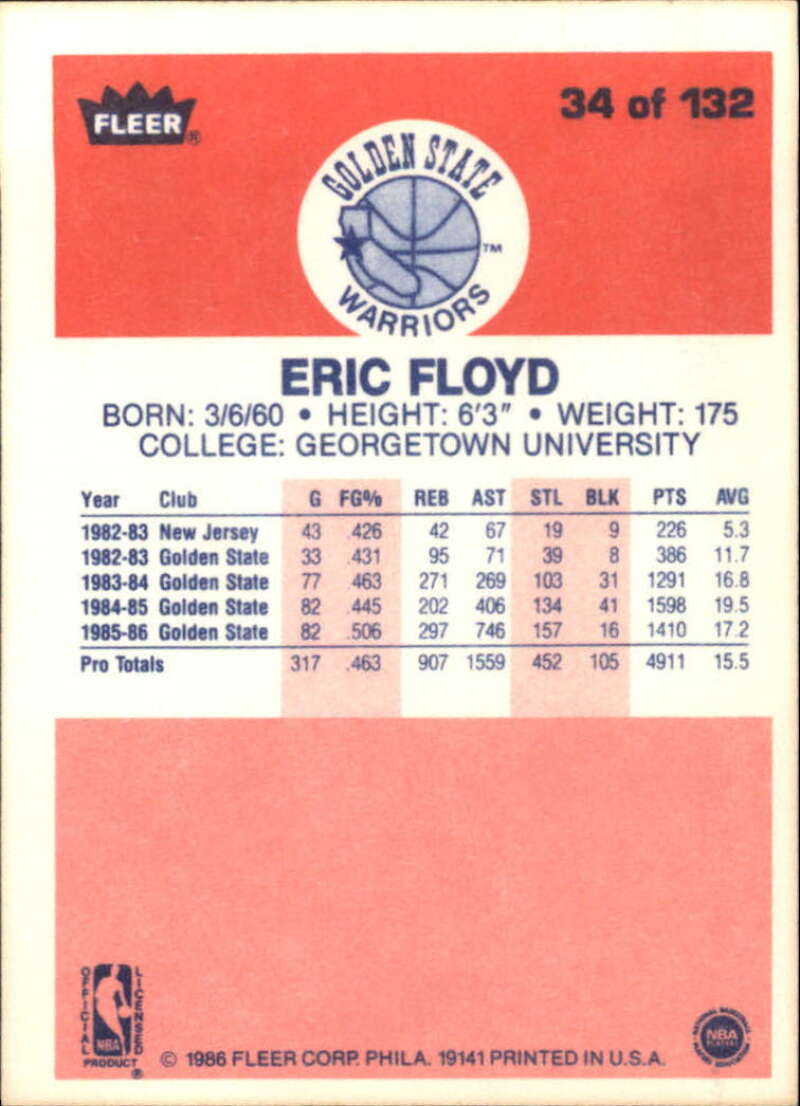 FLEER®
34 of 132
GOLDEN STATE
WARRIORS
™
ERIC FLOYD
BORN: 3/6/60 • HEIGHT: 6'3" • WEIGHT: 175
COLLEGE: GEORGETOWN UNIVERSITY
Year Club G FG% REB AST STL BLK PTS AVG
1982-83 New Jersey 43 .426 42 67 19 9 226 5.3
1982-83 Golden State 33 .431 95 71 39 8 386 11.7
1983-84 Golden State 77 .463 271 269 103 31 1291 16.8
1984-85 Golden State 82 .445 202 406 134 41 1598 19.5
1985-86 Golden State 82 .506 297 746 157 16 1410 17.2
Pro Totals 317 .463 907 1559 452 105 4911 15.5
OFFICIAL LICENSED
NBA
PRODUCT ®
© 1986 FLEER CORP. PHILA. 19141 PRINTED IN U.S.A.
NATIONAL BASKETBALL
NBA
PLAYERS